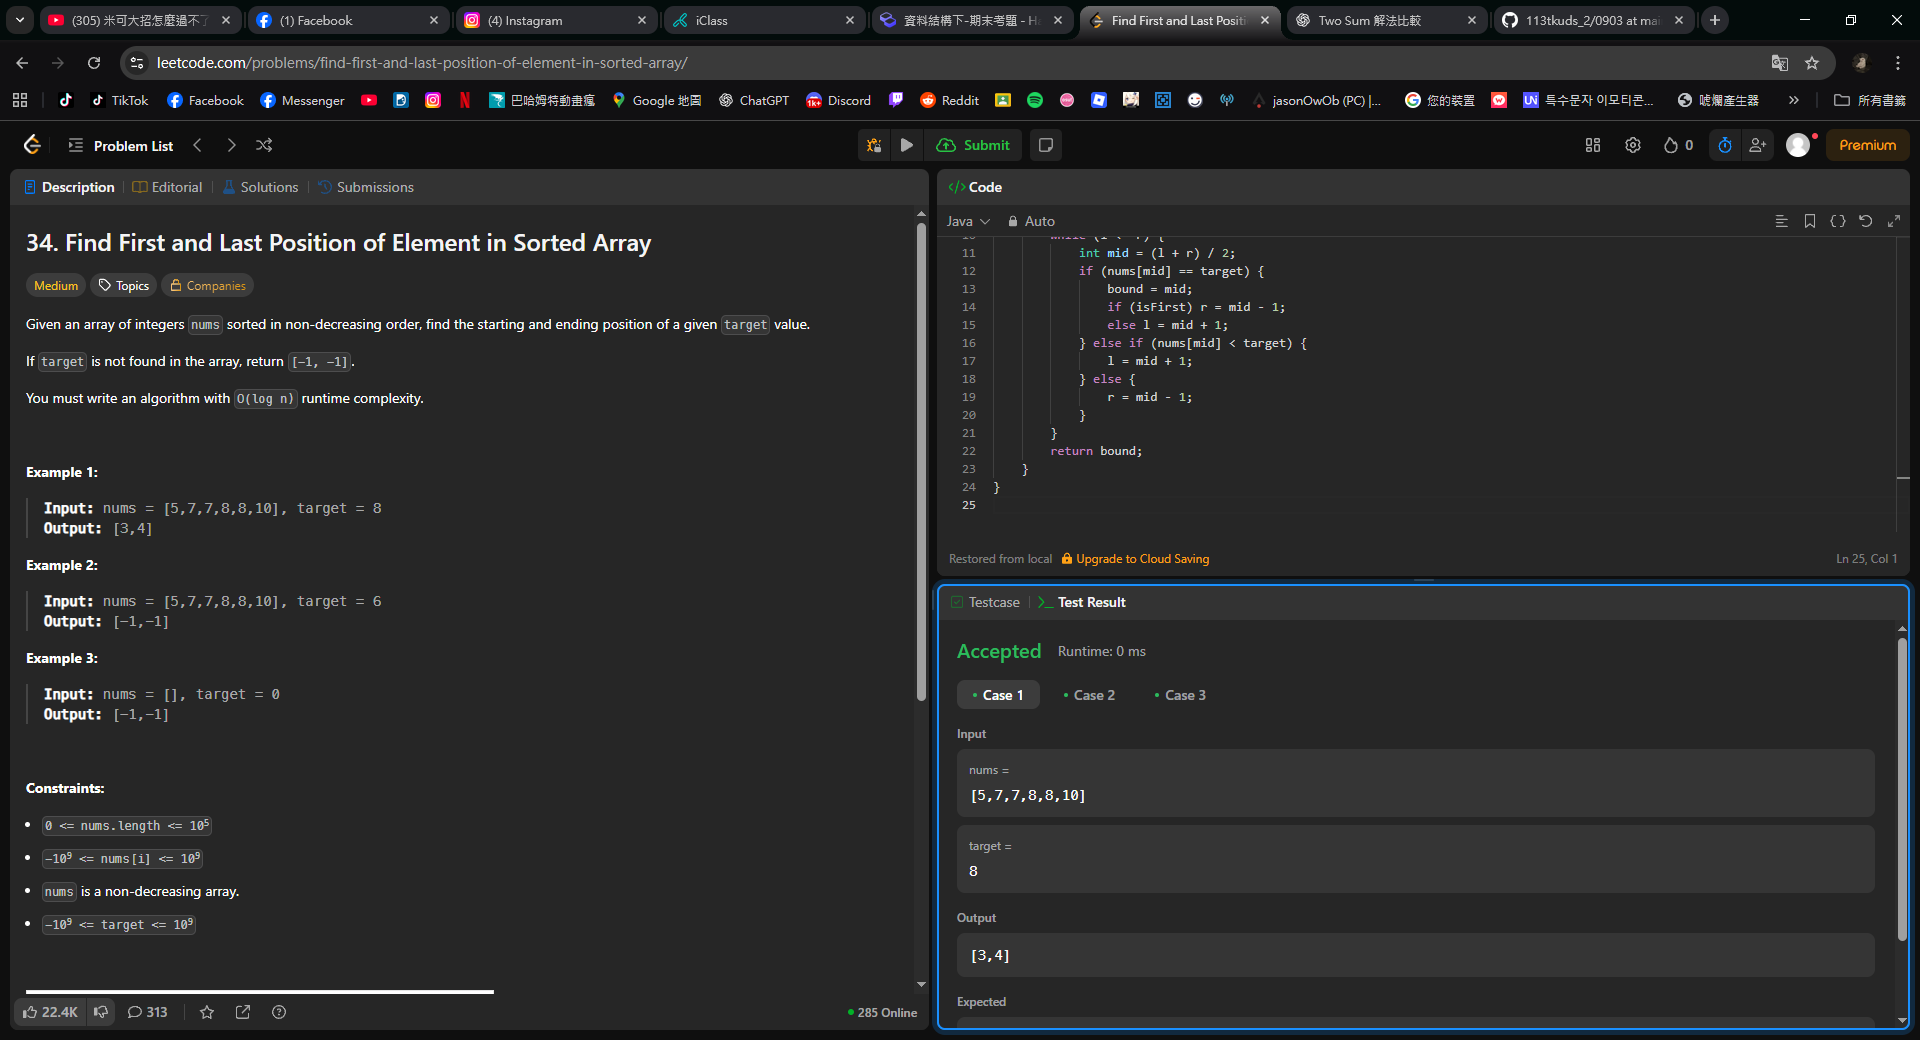 (305) 米可大招怎麼過不了
(1) Facebook
(4) Instagram
iClass
資料結構下-期末考題 - H
Find First and Last Positi
Two Sum 解法比較
113tkuds_2/0903 at mai
leetcode.com/problems/find-first-and-last-position-of-element-in-sorted-array/
TikTok
Facebook
Messenger
巴哈姆特動畫瘋
Google 地圖
ChatGPT
Discord
Reddit
jasonOwOb (PC) |...
您的裝置
특수문자 이모티콘...
唬爛產生器
所有書籤
Problem List
Submit
0
Premium
Description
Editorial
Solutions
Submissions
34. Find First and Last Position of Element in Sorted Array
Medium
Topics
Companies
Given an array of integers nums sorted in non-decreasing order, find the starting and ending position of a given target value.
If target is not found in the array, return [-1, -1].
You must write an algorithm with O(log n) runtime complexity.
Example 1:
Input: nums = [5,7,7,8,8,10], target = 8
Output: [3,4]
Example 2:
Input: nums = [5,7,7,8,8,10], target = 6
Output: [-1,-1]
Example 3:
Input: nums = [], target = 0
Output: [-1,-1]
Constraints:
0 <= nums.length <= 10⁵
-10⁹ <= nums[i] <= 10⁹
nums is a non-decreasing array.
-10⁹ <= target <= 10⁹
22.4K
313
285 Online
Code
Java
Auto
11 int mid = (l + r) / 2;
12 if (nums[mid] == target) {
13 bound = mid;
14 if (isFirst) r = mid - 1;
15 else l = mid + 1;
16 } else if (nums[mid] < target) {
17 l = mid + 1;
18 } else {
19 r = mid - 1;
20 }
21 }
22 return bound;
23 }
24 }
25
Restored from local
Upgrade to Cloud Saving
Ln 25, Col 1
Testcase
Test Result
Accepted
Runtime: 0 ms
Case 1
Case 2
Case 3
Input
nums =
[5,7,7,8,8,10]
target =
8
Output
[3,4]
Expected